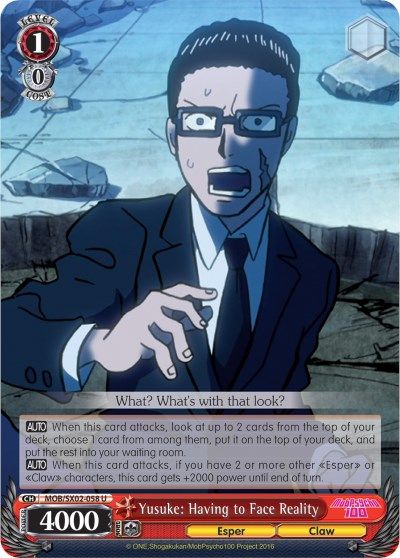 LEVEL
1
0
COST
What? What's with that look?
AUTO When this card attacks, look at up to 2 cards from the top of your
deck, choose 1 card from among them, put it on top of your deck, and
put the rest into your waiting room.
AUTO When this card attacks, if you have 2 or more other «Esper» or
«Claw» characters, this card gets +2000 power until end of turn.
CH MOB/SX02-058 U
Yusuke: Having to Face Reality
MobPsycho
100
POWER
4000
SOUL
Esper
Claw
© ONE,Shogakukan/MobPsycho100 Project 2016